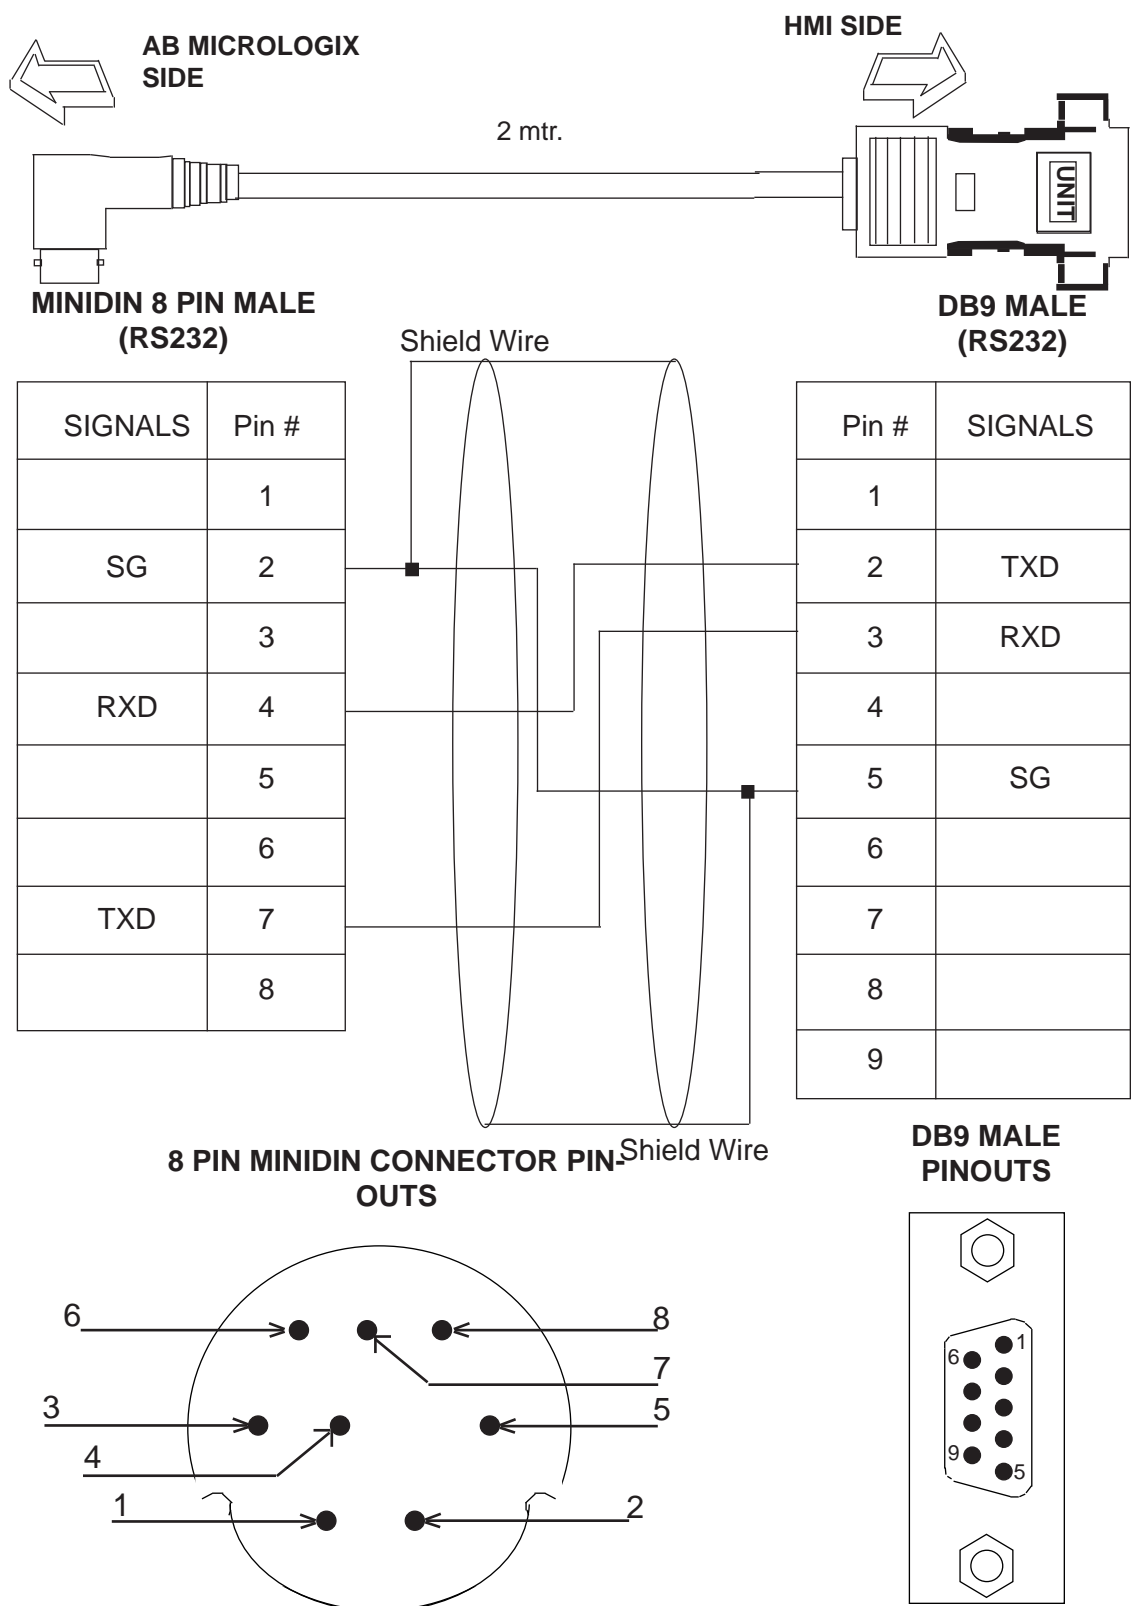 AB MICROLOGIX
SIDE
HMI SIDE
2 mtr.
UNIT
MINIDIN 8 PIN MALE
(RS232)
DB9 MALE
(RS232)
Shield Wire
SIGNALS Pin #
1
SG 2
3
RXD 4
5
6
TXD 7
8
Pin # SIGNALS
1
2 TXD
3 RXD
4
5 SG
6
7
8
9
Shield Wire
8 PIN MINIDIN CONNECTOR PIN-
OUTS
DB9 MALE
PINOUTS
6
8
7
3
5
4
1
2
1
6
9
5